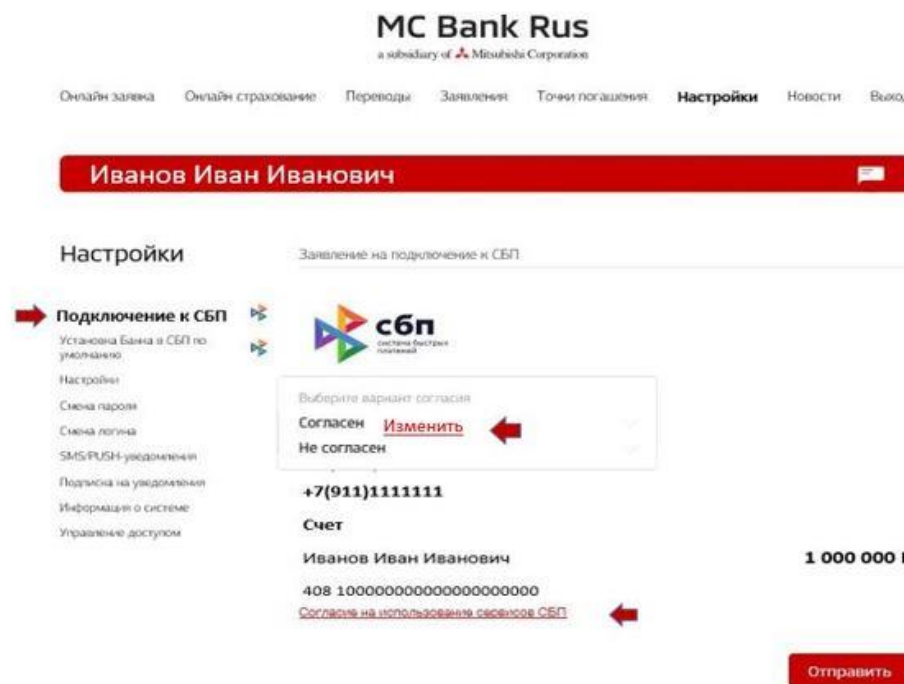 MC Bank Rus
a subsidiary of Mitsubishi Corporation
Онлайн заявка Онлайн страхование Переводы Заявления Точки погашения Настройки Новости Выход
Иванов Иван Иванович
Настройки
Заявление на подключение к СБП
Подключение к СБП
Установка Банка в СБП по
умолчанию
Настройки
Смена пароля
Смена логина
SMS/PUSH-уведомления
Подписка на уведомления
Информация о системе
Управление доступом
сбп
система быстрых
платежей
Выберите вариант согласия
Согласен Изменить
Не согласен
+7(911)1111111
Счет
Иванов Иван Иванович 1 000 000
Согласие на использование сервисов СБП
Отправить